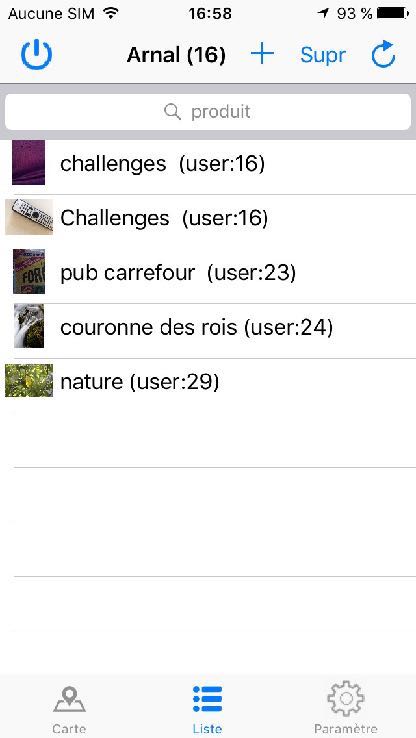 Aucune SIM 16:58 93 %
Arnal (16) Supr
produit
challenges (user:16)
Challenges (user:16)
pub carrefour (user:23)
couronne des rois (user:24)
nature (user:29)
Carte Liste Paramètre